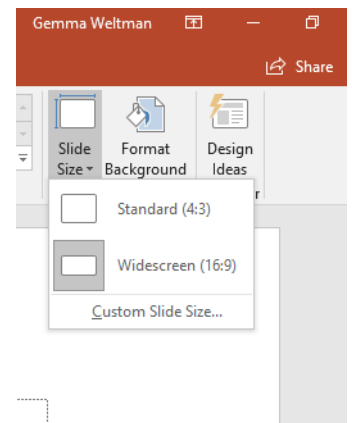 Gemma Weltman
Share
Slide Size
Format Background
Design Ideas
r
Standard (4:3)
Widescreen (16:9)
Custom Slide Size...